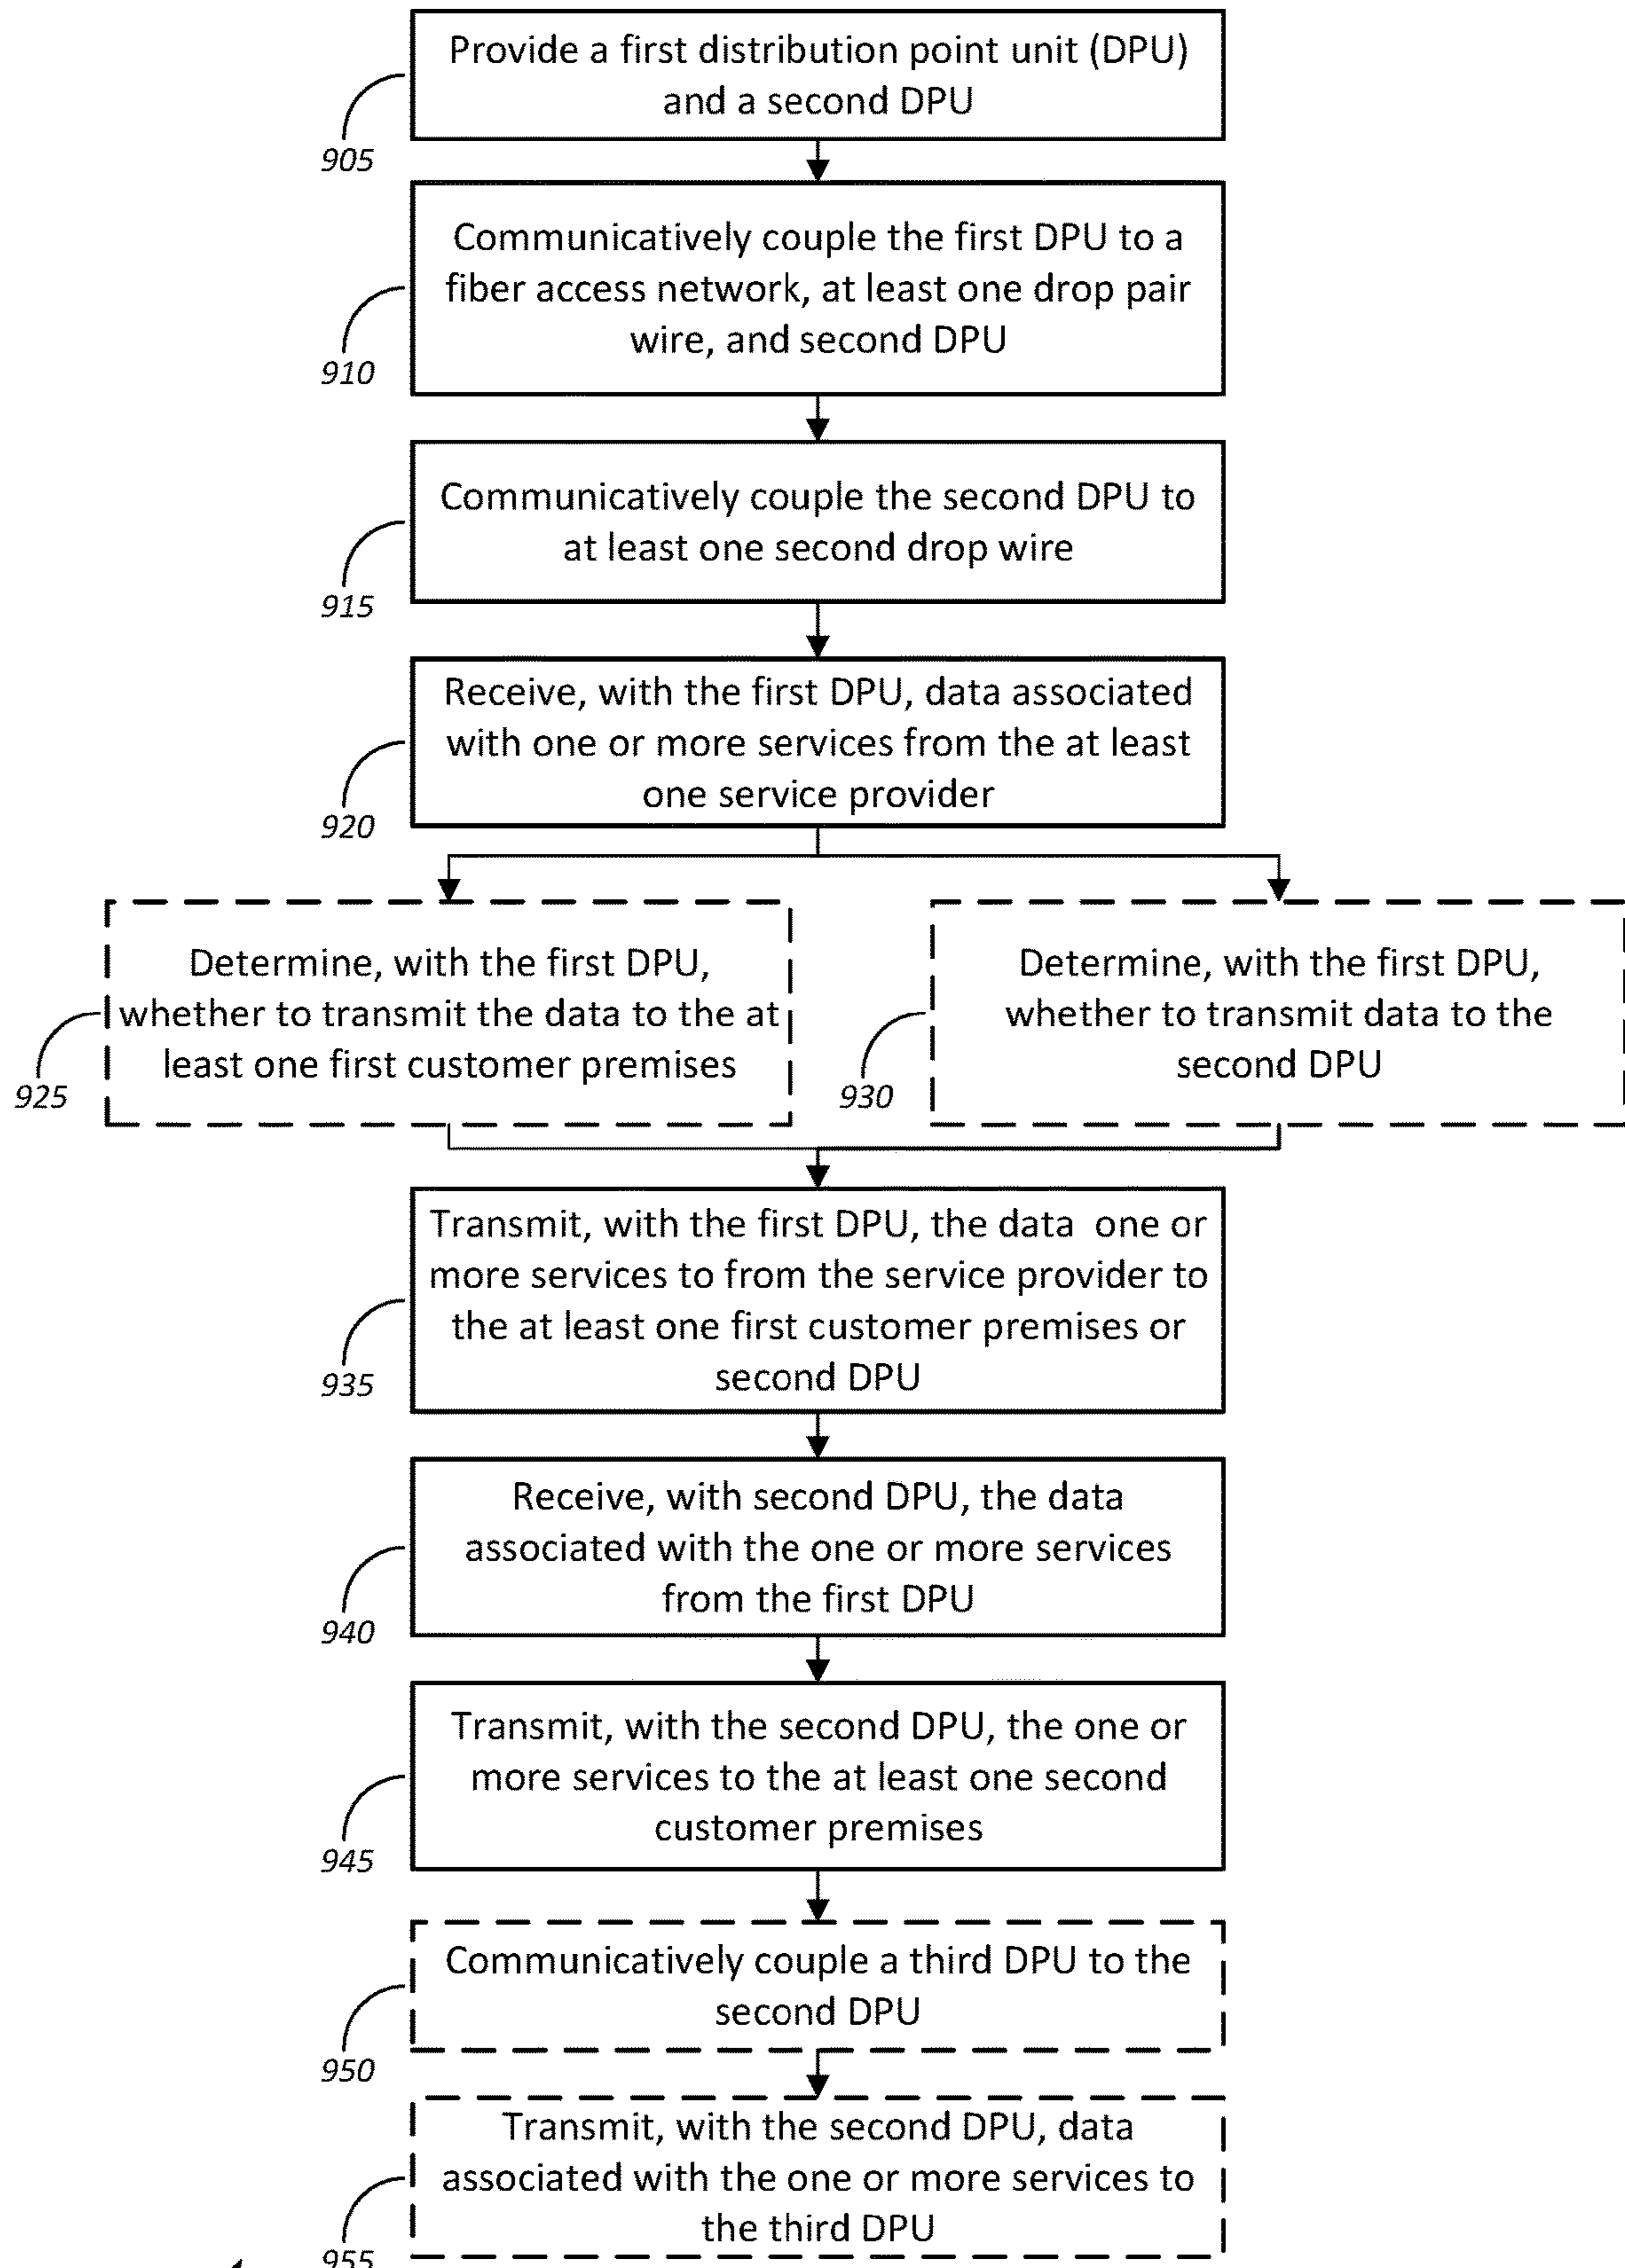 Provide a first distribution point unit (DPU)
and a second DPU
905
Communicatively couple the first DPU to a
fiber access network, at least one drop pair
wire, and second DPU
910
Communicatively couple the second DPU to
at least one second drop wire
915
Receive, with the first DPU, data associated
with one or more services from the at least
one service provider
920
Determine, with the first DPU,
whether to transmit the data to the at
least one first customer premises
925
Determine, with the first DPU,
whether to transmit data to the
second DPU
930
Transmit, with the first DPU, the data one or
more services to from the service provider to
the at least one first customer premises or
second DPU
935
Receive, with second DPU, the data
associated with the one or more services
from the first DPU
940
Transmit, with the second DPU, the one or
more services to the at least one second
customer premises
945
Communicatively couple a third DPU to the
second DPU
950
Transmit, with the second DPU, data
associated with the one or more services to
the third DPU
955